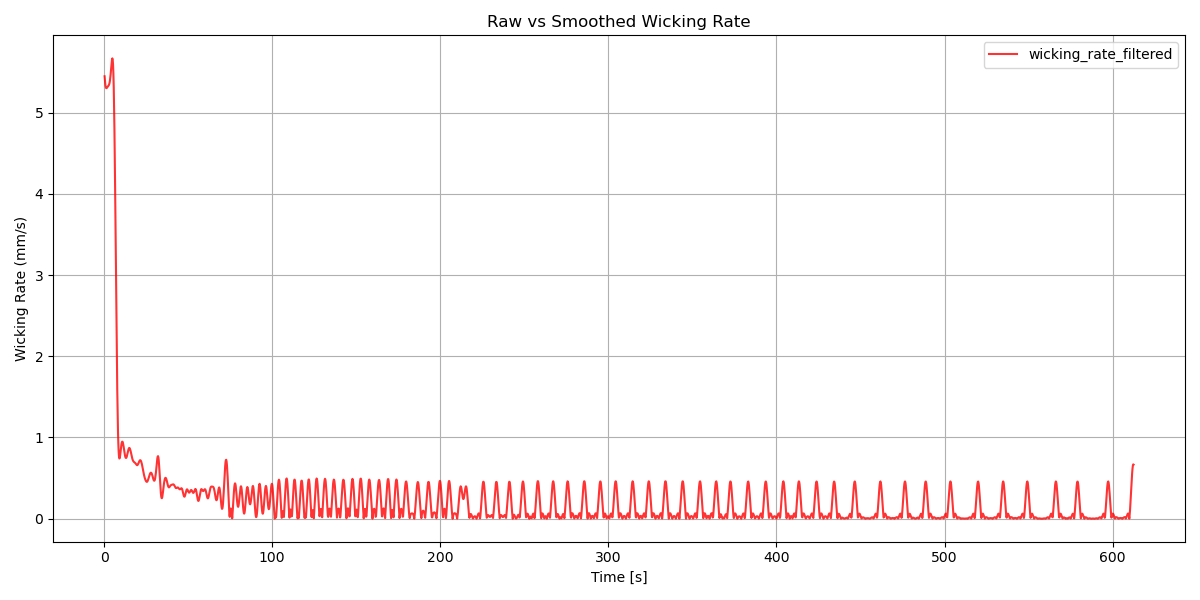 Raw vs Smoothed Wicking Rate
wicking_rate_filtered
Wicking Rate (mm/s)
5
4
3
2
1
0
0 100 200 300 400 500 600
Time [s]